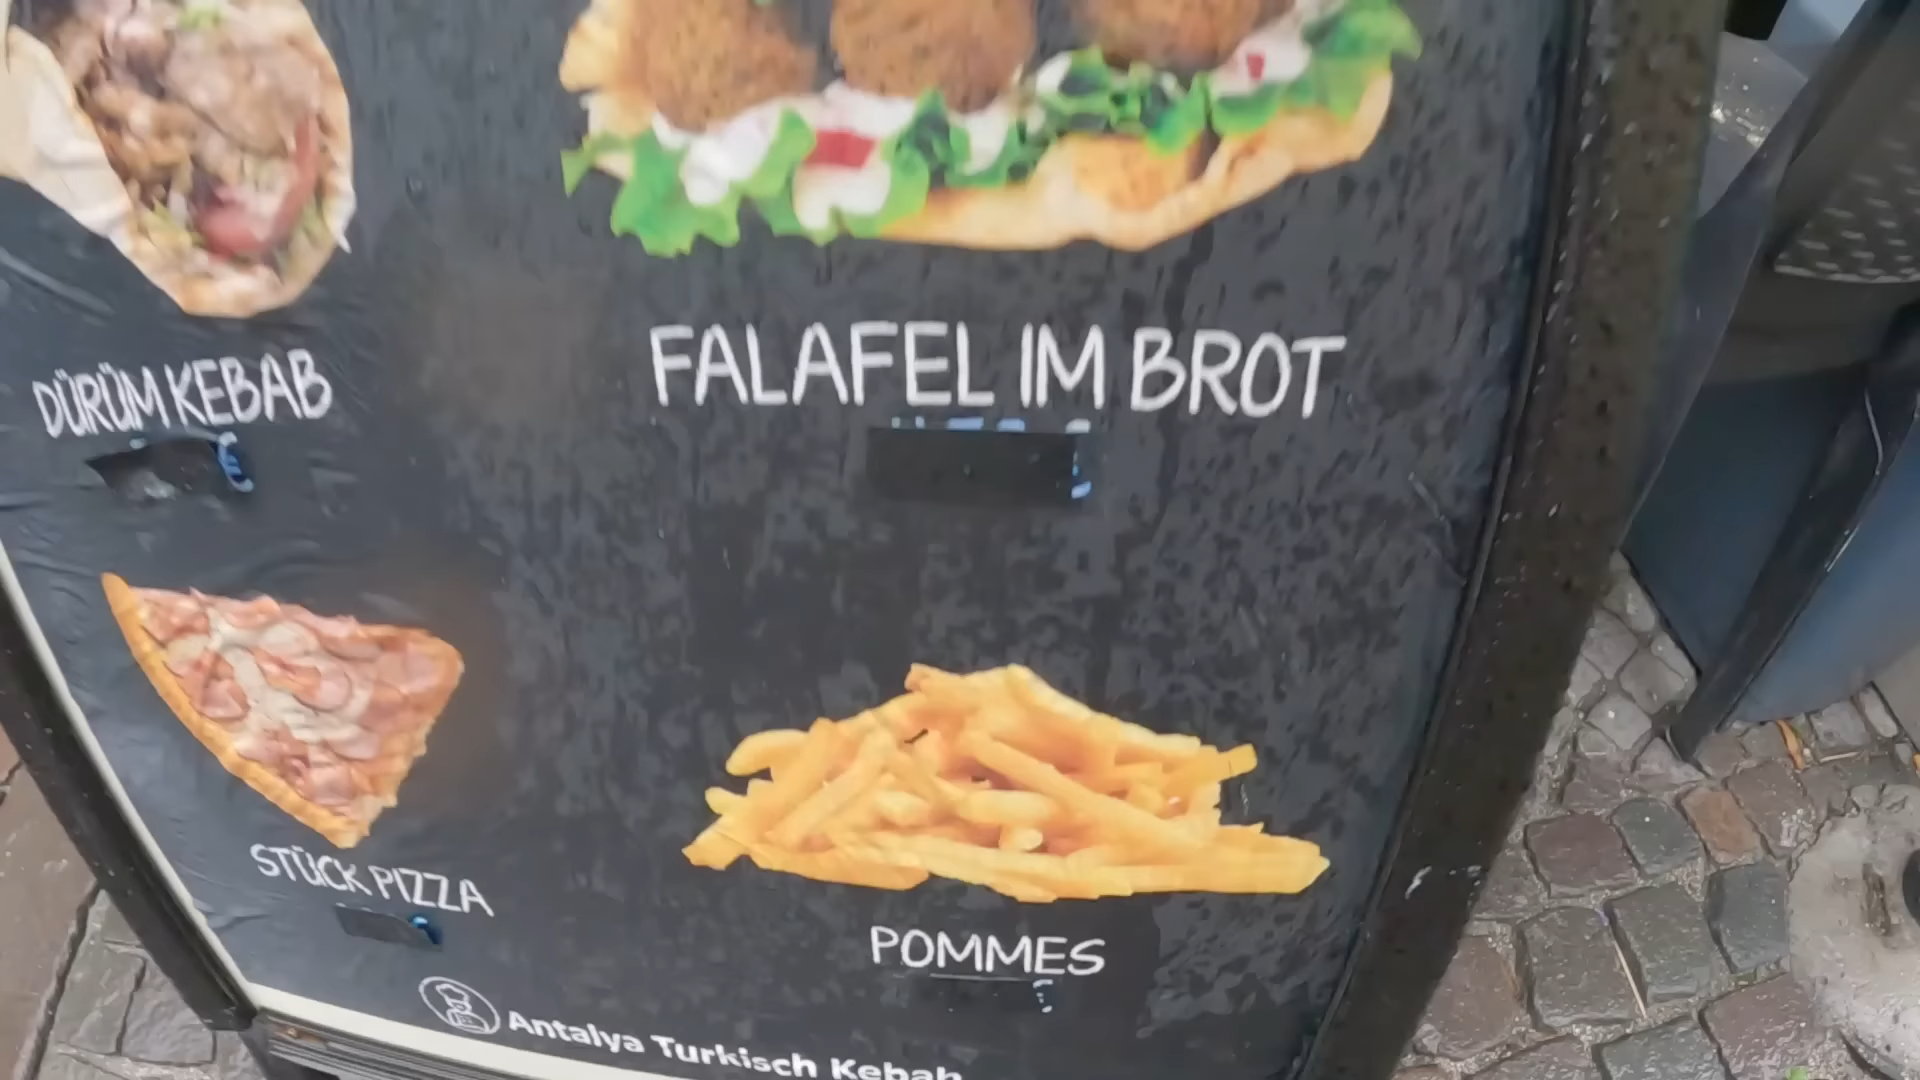 DÜRÜM KEBAB
FALAFEL IM BROT
STÜCK PIZZA
POMMES
Antalya Turkisch Kebab